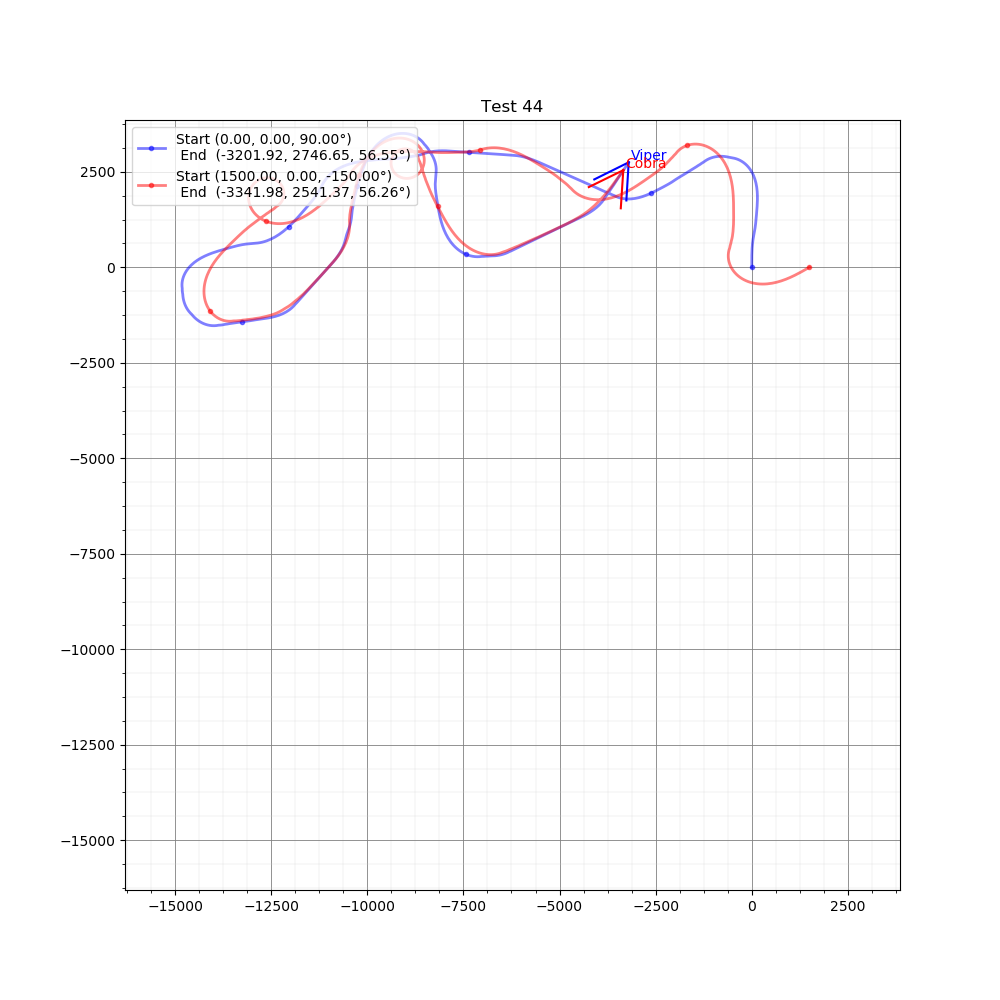 Test 44
Start (0.00, 0.00, 90.00°)
End (-3201.92, 2746.65, 56.55°)
Start (1500.00, 0.00, -150.00°)
End (-3341.98, 2541.37, 56.26°)
Viper
Cobra
2500
0
−2500
−5000
−7500
−10000
−12500
−15000
−15000 −12500 −10000 −7500 −5000 −2500 0 2500